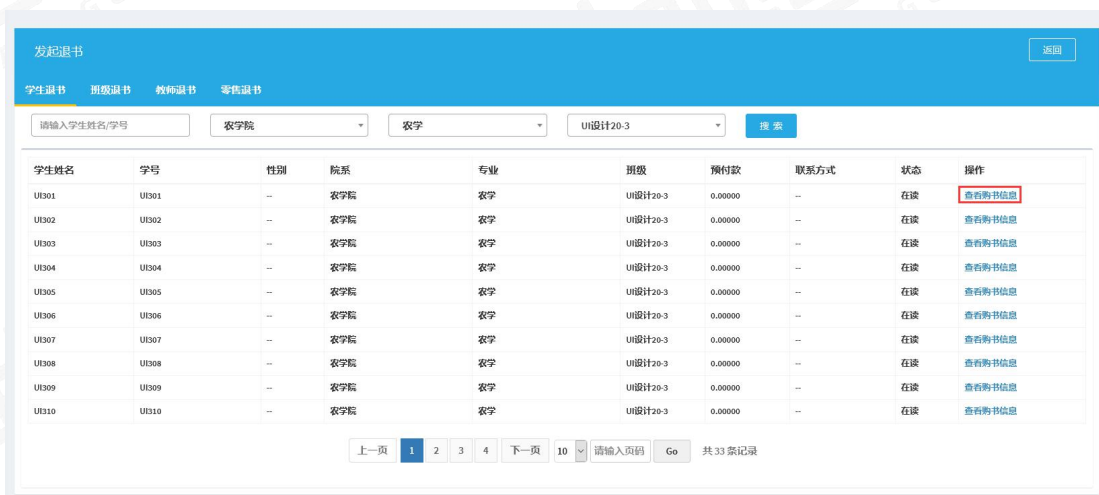 发起退书 返回
学生退书 班级退书 教师退书 零售退书
请输入学生姓名/学号 农学院 农学 UI设计20-3 搜 索
学生姓名 学号 性别 院系 专业 班级 预付款 联系方式 状态 操作
UI301 UI301 -- 农学院 农学 UI设计20-3 0.00000 -- 在读 查看购书信息
UI302 UI302 -- 农学院 农学 UI设计20-3 0.00000 -- 在读 查看购书信息
UI303 UI303 -- 农学院 农学 UI设计20-3 0.00000 -- 在读 查看购书信息
UI304 UI304 -- 农学院 农学 UI设计20-3 0.00000 -- 在读 查看购书信息
UI305 UI305 -- 农学院 农学 UI设计20-3 0.00000 -- 在读 查看购书信息
UI306 UI306 -- 农学院 农学 UI设计20-3 0.00000 -- 在读 查看购书信息
UI307 UI307 -- 农学院 农学 UI设计20-3 0.00000 -- 在读 查看购书信息
UI308 UI308 -- 农学院 农学 UI设计20-3 0.00000 -- 在读 查看购书信息
UI309 UI309 -- 农学院 农学 UI设计20-3 0.00000 -- 在读 查看购书信息
UI310 UI310 -- 农学院 农学 UI设计20-3 0.00000 -- 在读 查看购书信息
上一页 1 2 3 4 下一页 10 请输入页码 Go 共 33 条记录